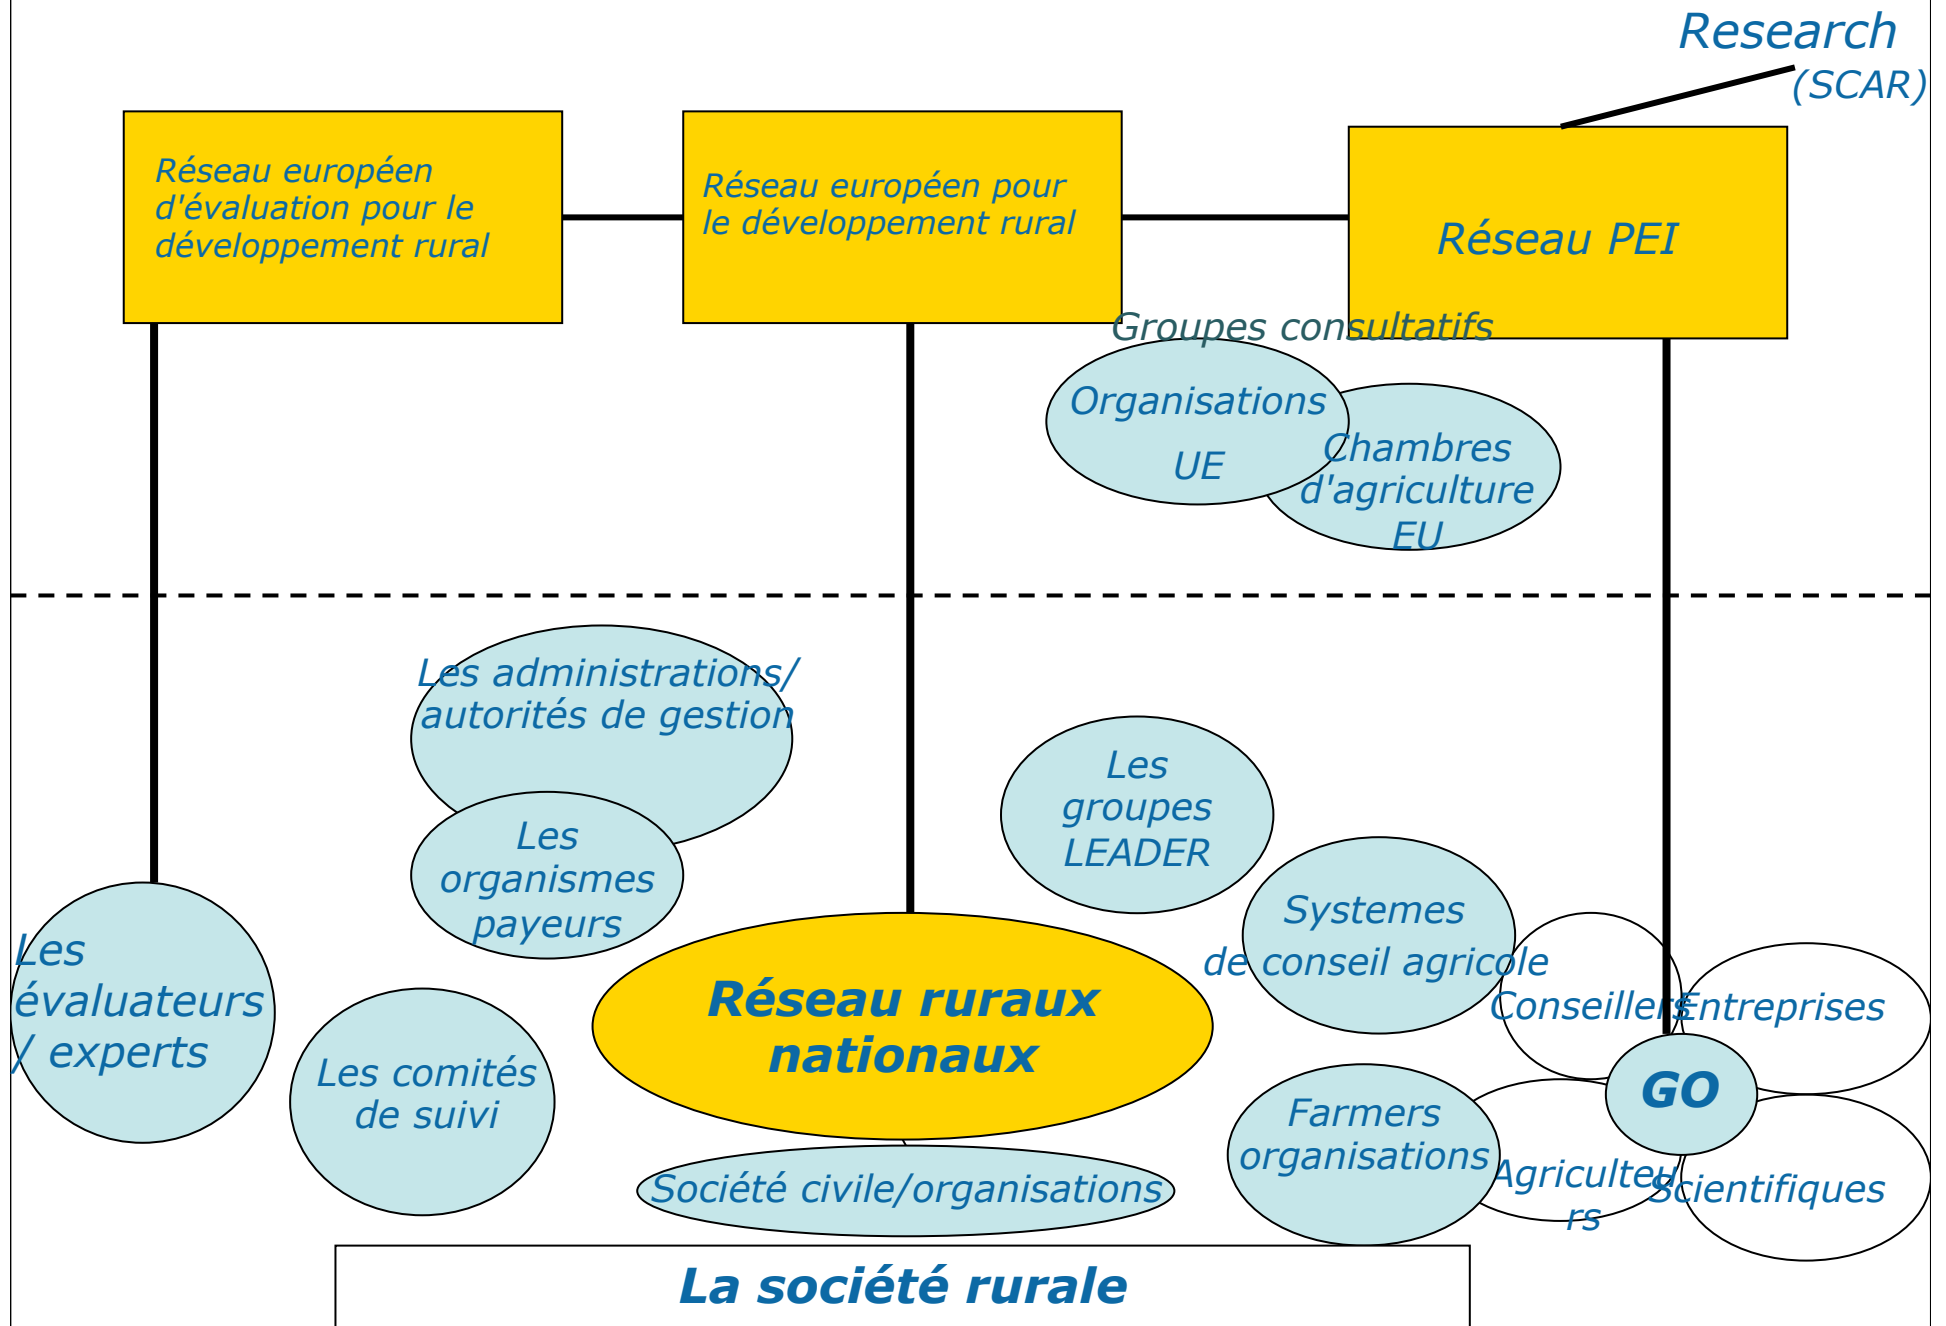 Research
(SCAR)
Réseau européen
d'évaluation pour le
développement rural
Réseau européen pour
le développement rural
Réseau PEI
Groupes consultatifs
Organisations
UE
Chambres
d'agriculture
EU
Les administrations/
autorités de gestion
Les
organismes
payeurs
Les
groupes
LEADER
Systemes
de conseil agricole
Les
évaluateurs
/ experts
Les comités
de suivi
Réseau ruraux
nationaux
Conseillers
Entreprises
GO
Farmers
organisations
Agriculteu
rs
Scientifiques
Société civile/organisations
La société rurale